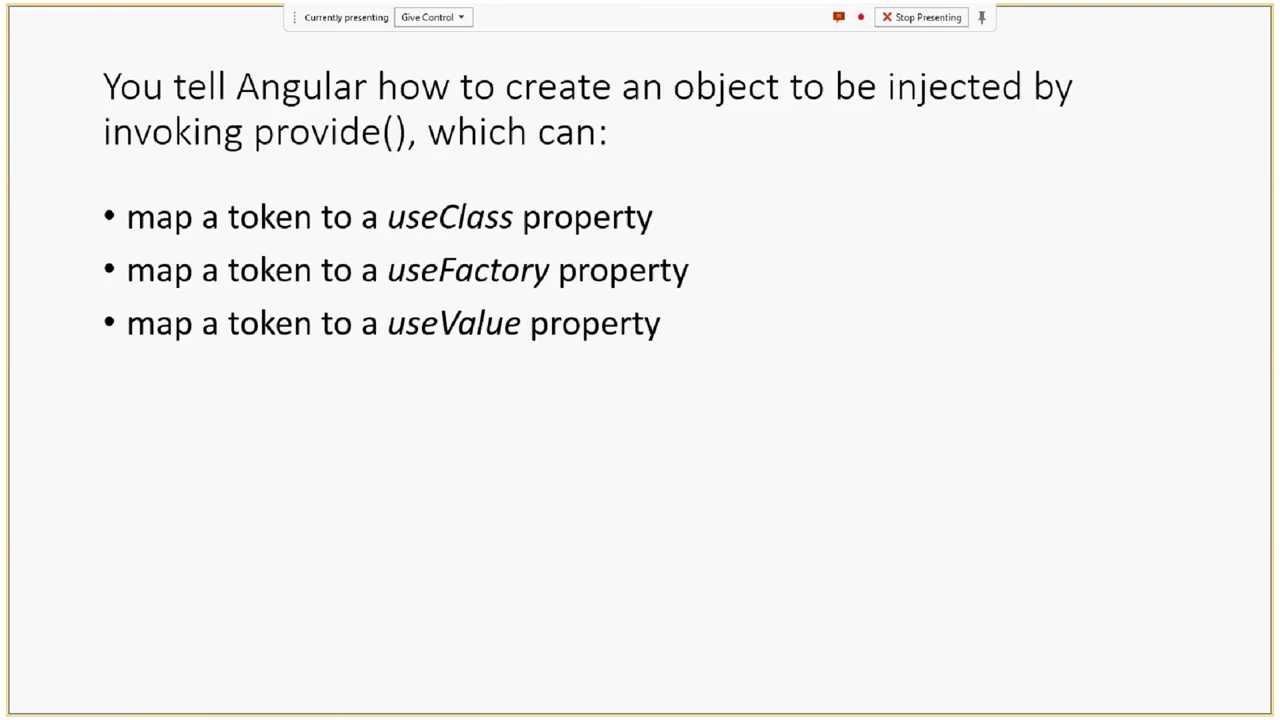 Currently presenting Give Control Stop Presenting
You tell Angular how to create an object to be injected by
invoking provide(), which can:
• map a token to a useClass property
• map a token to a useFactory property
• map a token to a useValue property